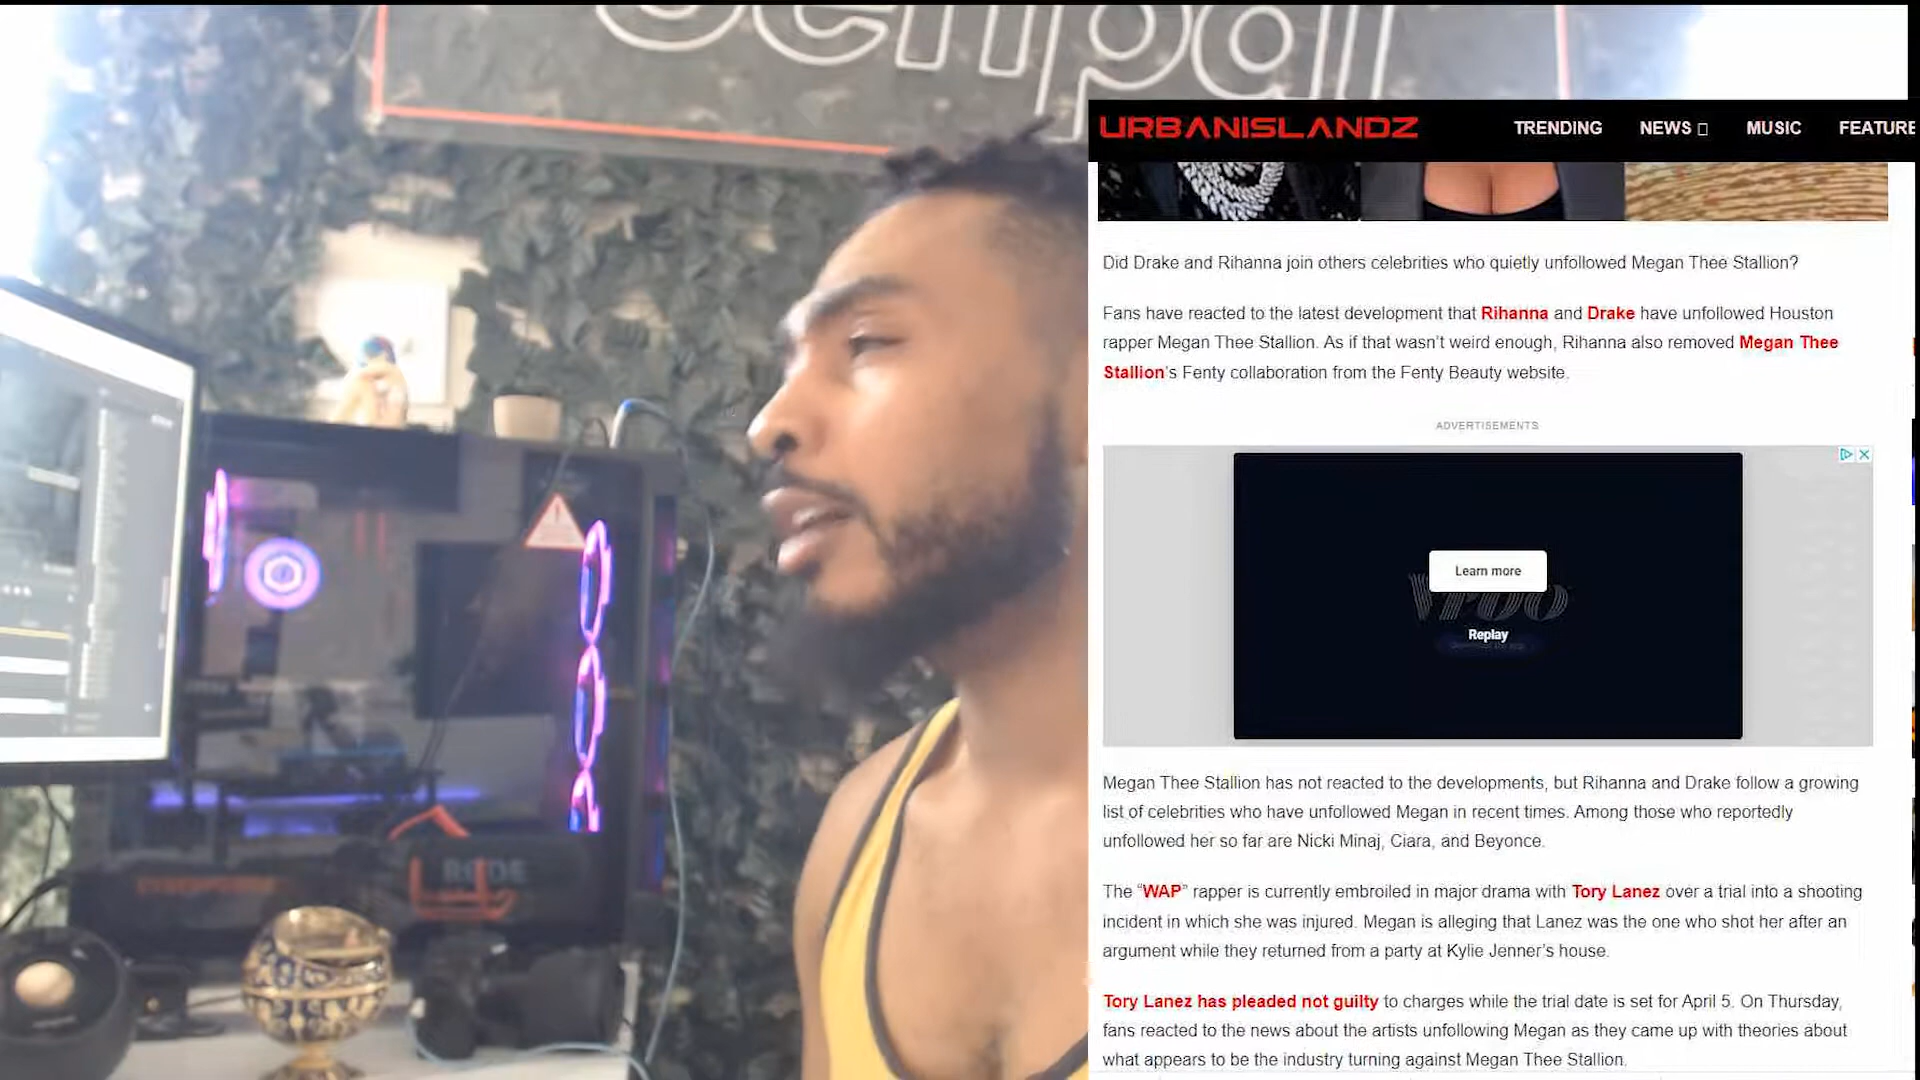 Senpai
URBANISLANDZ
TRENDING NEWS MUSIC FEATURE
Did Drake and Rihanna join others celebrities who quietly unfollowed Megan Thee Stallion?
Fans have reacted to the latest development that Rihanna and Drake have unfollowed Houston
rapper Megan Thee Stallion. As if that wasn't weird enough, Rihanna also removed Megan Thee
Stallion's Fenty collaboration from the Fenty Beauty website.
ADVERTISEMENTS
Learn more
Replay
Megan Thee Stallion has not reacted to the developments, but Rihanna and Drake follow a growing
list of celebrities who have unfollowed Megan in recent times. Among those who reportedly
unfollowed her so far are Nicki Minaj, Ciara, and Beyonce.
The “WAP” rapper is currently embroiled in major drama with Tory Lanez over a trial into a shooting
incident in which she was injured. Megan is alleging that Lanez was the one who shot her after an
argument while they returned from a party at Kylie Jenner's house.
Tory Lanez has pleaded not guilty to charges while the trial date is set for April 5. On Thursday,
fans reacted to the news about the artists unfollowing Megan as they came up with theories about
what appears to be the industry turning against Megan Thee Stallion.
RODE